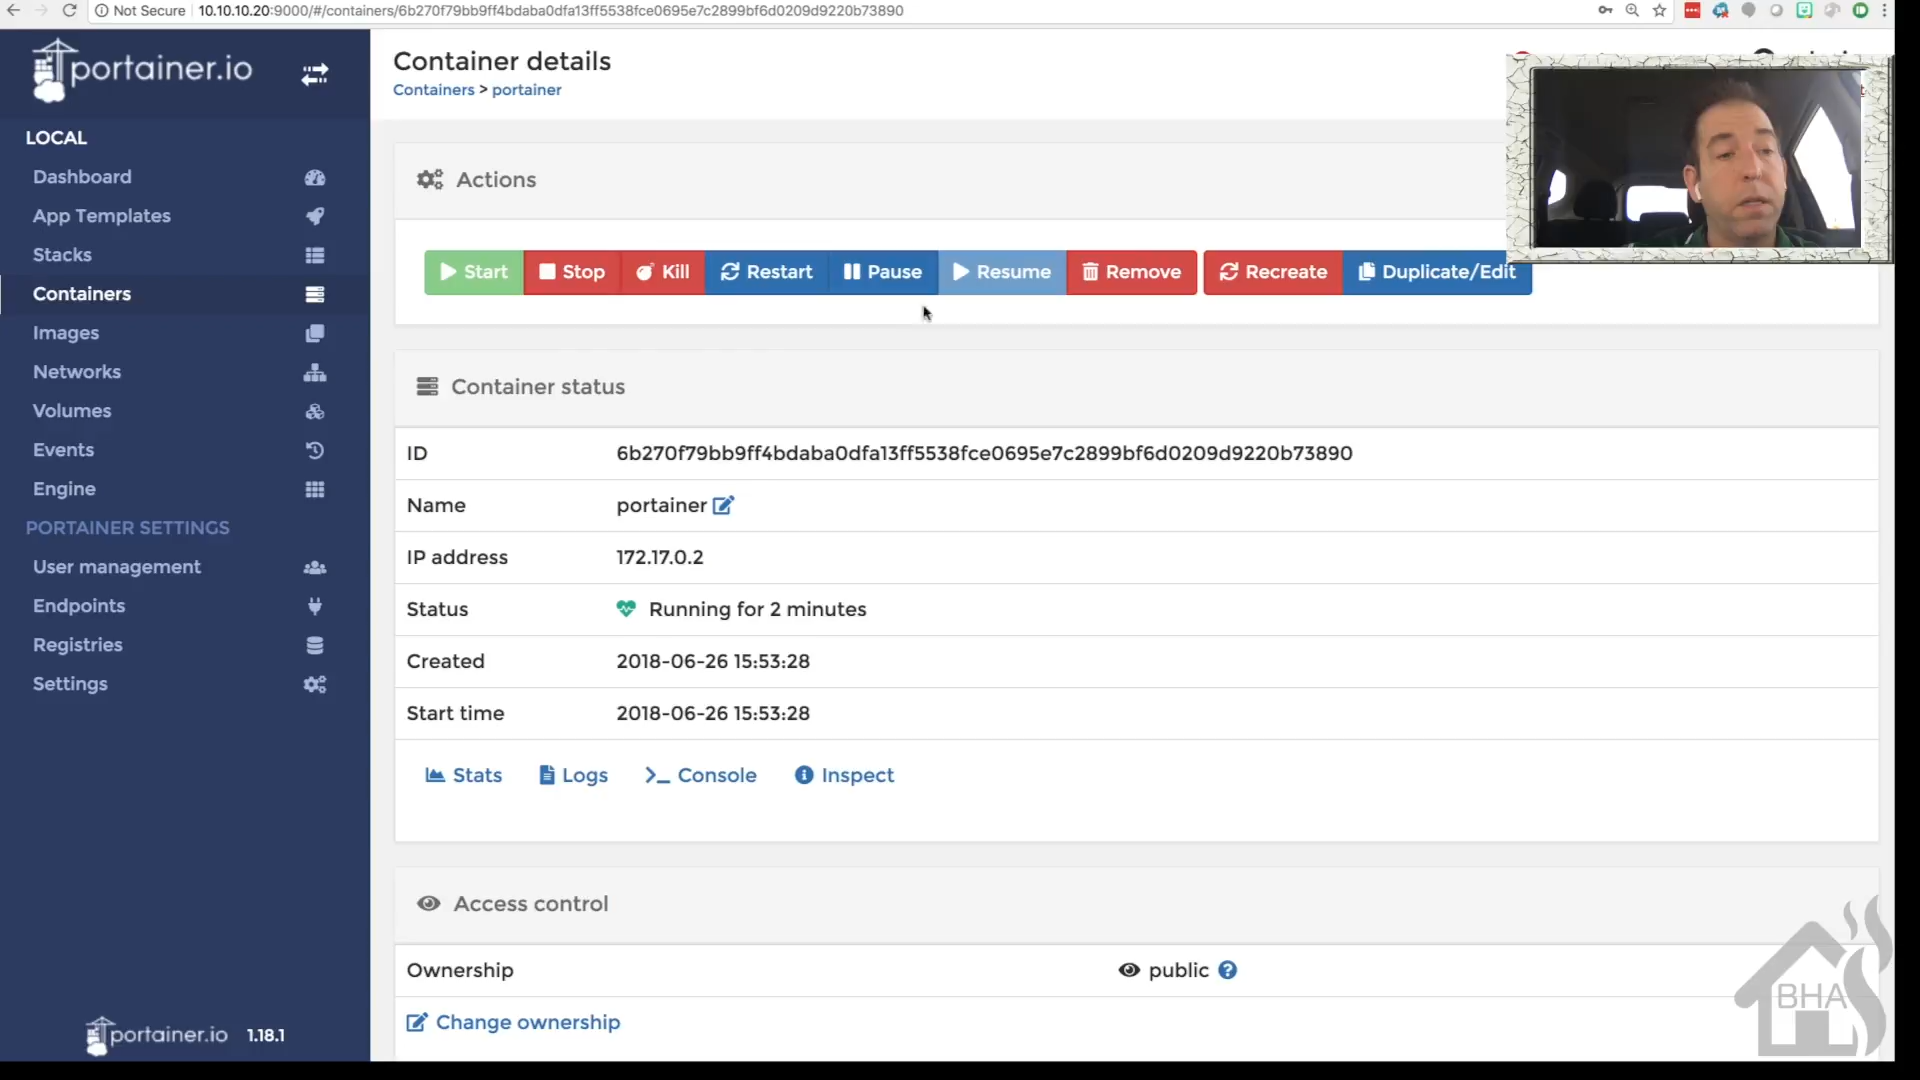 Not Secure 10.10.10.20:9000/#/containers/6b270f79bb9ff4bdaba0dfa13ff5538fce0695e7c2899bf6d0209d9220b73890
portainer.io
LOCAL
Dashboard
App Templates
Stacks
Containers
Images
Networks
Volumes
Events
Engine
PORTAINER SETTINGS
User management
Endpoints
Registries
Settings
portainer.io 1.18.1
Container details
Containers > portainer
Actions
Start Stop Kill Restart Pause Resume Remove Recreate Duplicate/Edit
Container status
ID 6b270f79bb9ff4bdaba0dfa13ff5538fce0695e7c2899bf6d0209d9220b73890
Name portainer
IP address 172.17.0.2
Status Running for 2 minutes
Created 2018-06-26 15:53:28
Start time 2018-06-26 15:53:28
Stats Logs Console Inspect
Access control
Ownership public
Change ownership
BHA